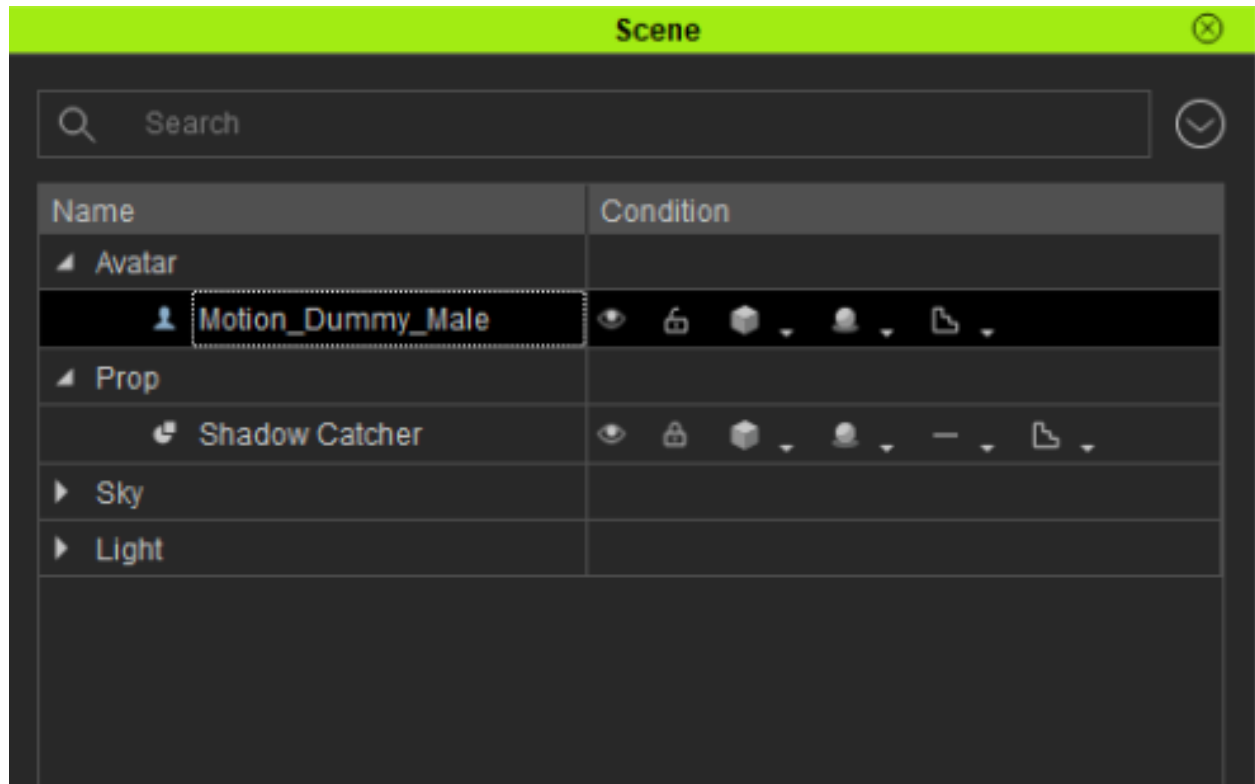 Scene
Search
Name Condition
Avatar
Motion_Dummy_Male
Prop
Shadow Catcher
Sky
Light